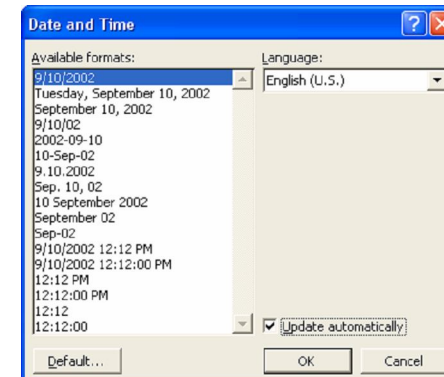 Date and Time
?
Available formats:
Language:
9/10/2002
Tuesday, September 10, 2002
September 10, 2002
9/10/02
2002-09-10
10-Sep-02
9.10.2002
Sep. 10, 02
10 September 2002
September 02
Sep-02
9/10/2002 12:12 PM
9/10/2002 12:12:00 PM
12:12 PM
12:12:00 PM
12:12
12:12:00
English (U.S.)
Update automatically
Default...
OK
Cancel